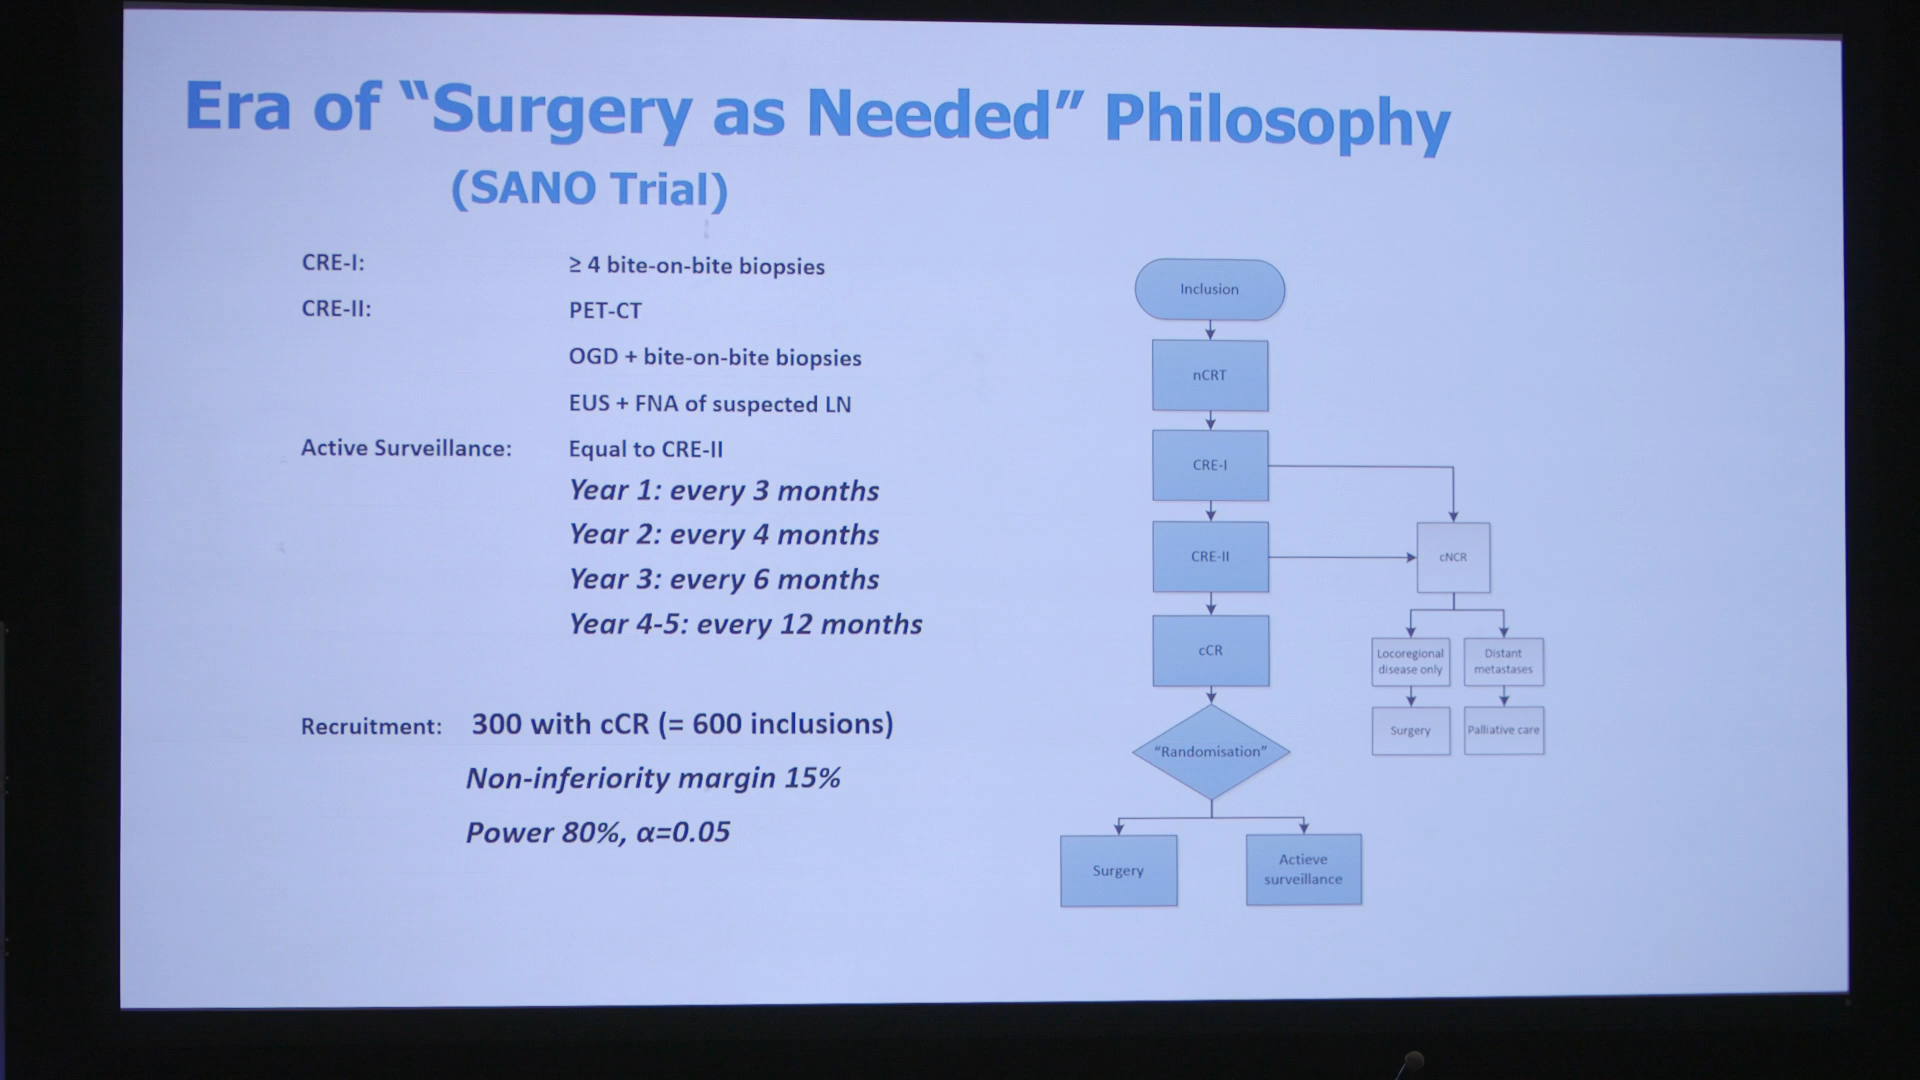 Era of “Surgery as Needed” Philosophy
(SANO Trial)
CRE-I: ≥ 4 bite-on-bite biopsies
CRE-II: PET-CT
OGD + bite-on-bite biopsies
EUS + FNA of suspected LN
Active Surveillance: Equal to CRE-II
Year 1: every 3 months
Year 2: every 4 months
Year 3: every 6 months
Year 4-5: every 12 months
Recruitment: 300 with cCR (= 600 inclusions)
Non-inferiority margin 15%
Power 80%, α=0.05
Inclusion
nCRT
CRE-I
CRE-II
cNCR
cCR
Locoregional
disease only
Distant
metastases
Surgery
Palliative care
“Randomisation”
Surgery
Actieve
surveillance